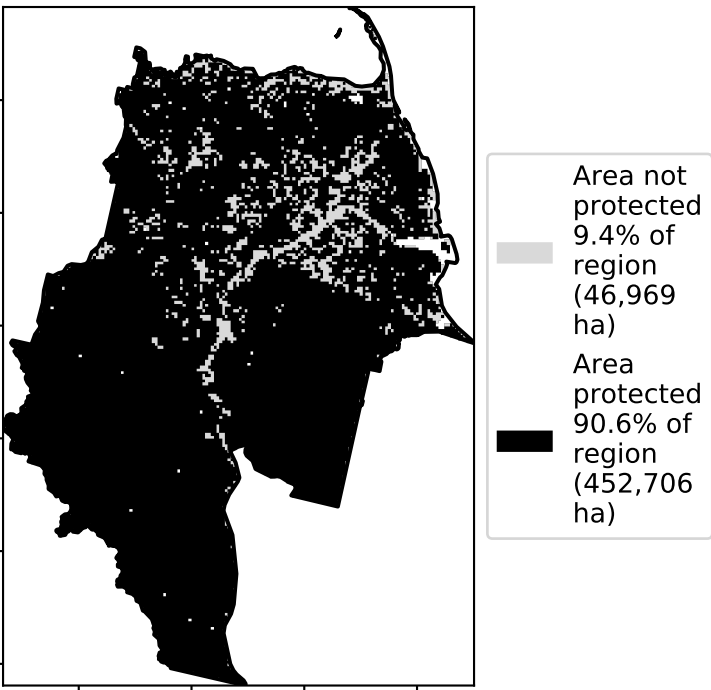 Area not
protected
9.4% of
region
(46,969
ha)
Area
protected
90.6% of
region
(452,706
ha)